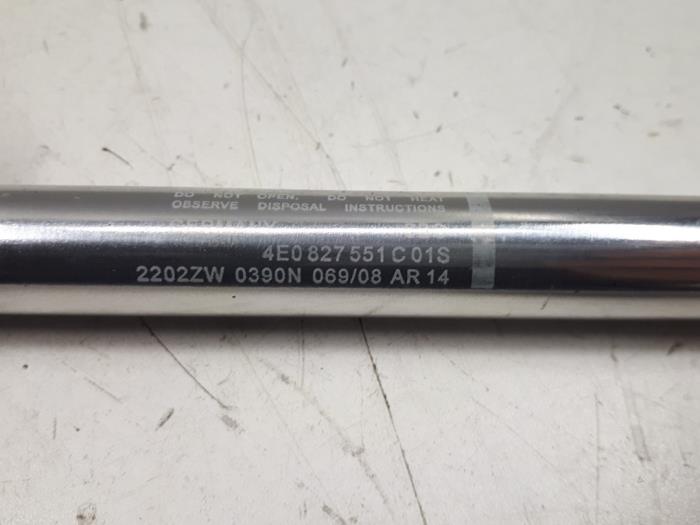 DO NOT OPEN. DO NOT HEAT
OBSERVE DISPOSAL INSTRUCTIONS
GERMANY
4E0 827 551 C 01S
2202ZW 0390N 069/08 AR 14